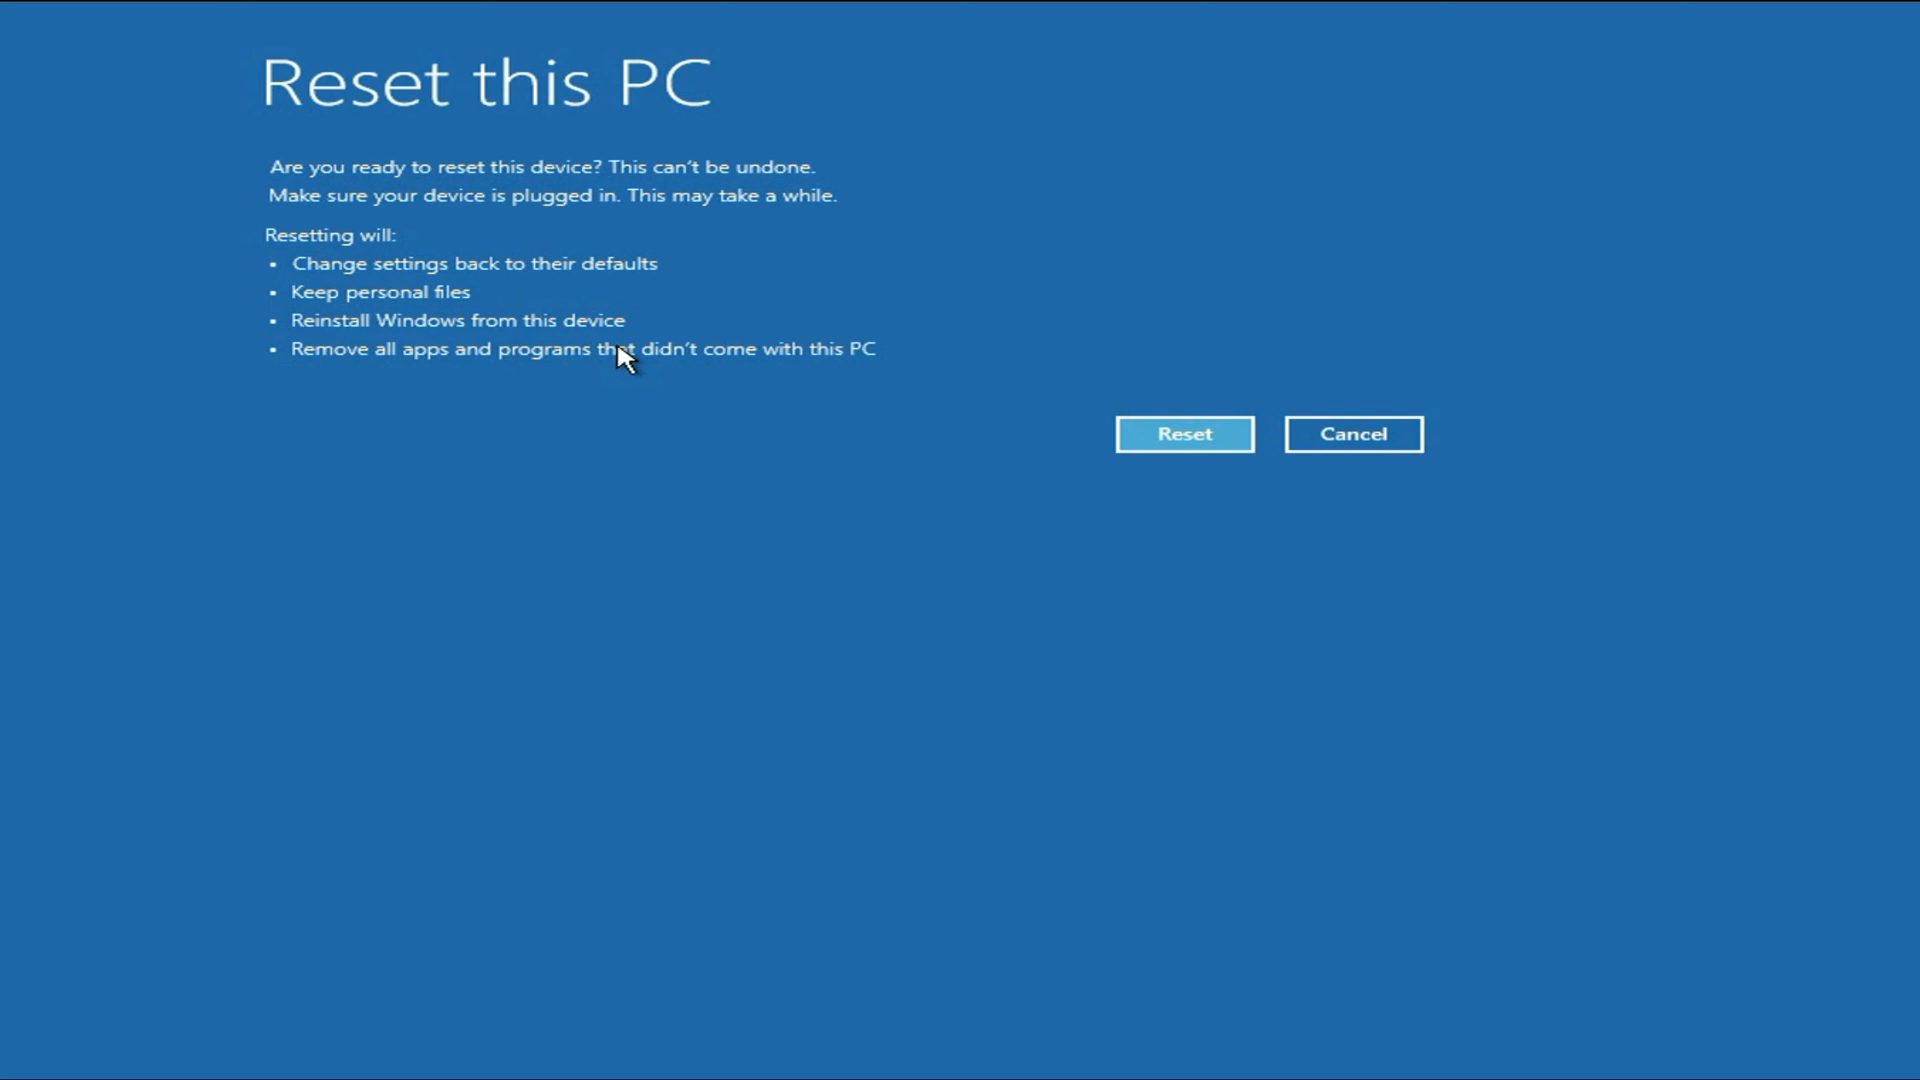 Reset this PC
Are you ready to reset this device? This can't be undone.
Make sure your device is plugged in. This may take a while.
Resetting will:
• Change settings back to their defaults
• Keep personal files
• Reinstall Windows from this device
• Remove all apps and programs that didn't come with this PC
Reset Cancel